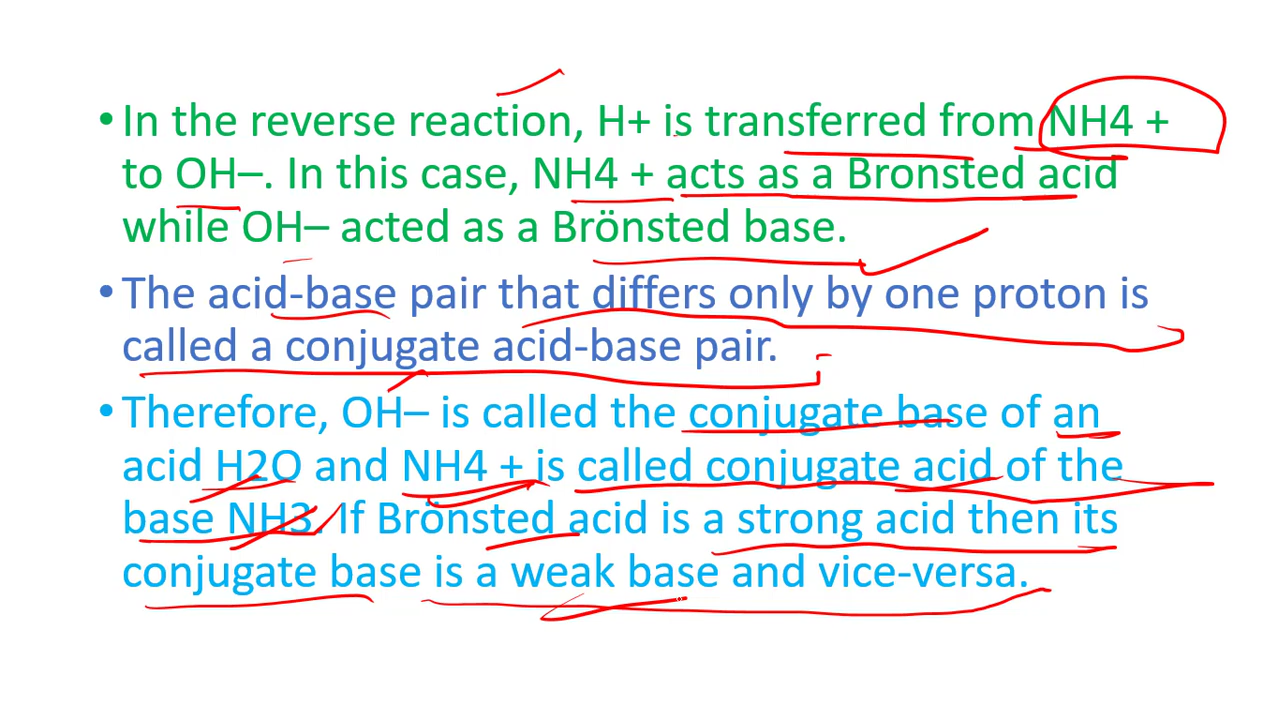 • In the reverse reaction, H+ is transferred from NH4 +
to OH–. In this case, NH4 + acts as a Bronsted acid
while OH– acted as a Brönsted base.
• The acid-base pair that differs only by one proton is
called a conjugate acid-base pair.
• Therefore, OH– is called the conjugate base of an
acid H2O and NH4 + is called conjugate acid of the
base NH3. If Brönsted acid is a strong acid then its
conjugate base is a weak base and vice-versa.